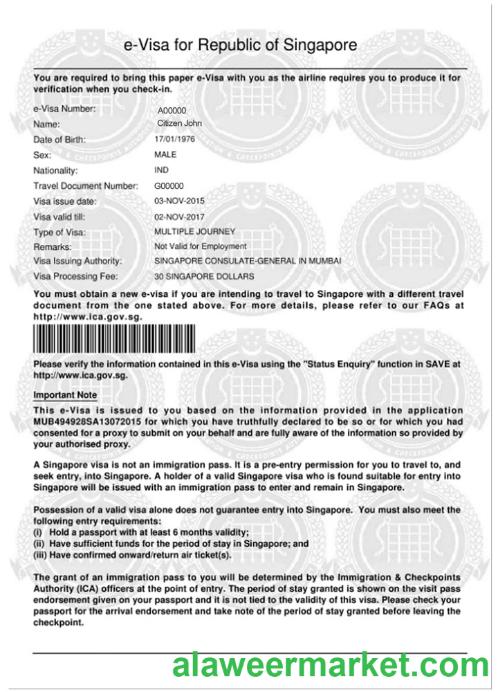 e-Visa for Republic of Singapore
You are required to bring this paper e-Visa with you as the airline requires you to produce it for
verification when you check-in.
e-Visa Number: A00000
Name: Citizen John
Date of Birth: 17/01/1976
Sex: MALE
Nationality: IND
Travel Document Number: G00000
Visa issue date: 03-NOV-2015
Visa valid till: 02-NOV-2017
Type of Visa: MULTIPLE JOURNEY
Remarks: Not Valid for Employment
Visa Issuing Authority: SINGAPORE CONSULATE-GENERAL IN MUMBAI
Visa Processing Fee: 30 SINGAPORE DOLLARS
You must obtain a new e-visa if you are intending to travel to Singapore with a different travel
document from the one stated above. For more details, please refer to our FAQs at
http://www.ica.gov.sg.
Please verify the information contained in this e-Visa using the "Status Enquiry" function in SAVE at
http://www.ica.gov.sg.
Important Note
This e-Visa is issued to you based on the information provided in the application
MUB494928SA13072015 for which you have truthfully declared to be so or for which you had
consented for a proxy to submit on your behalf and are fully aware of the information so provided by
your authorised proxy.
A Singapore visa is not an immigration pass. It is a pre-entry permission for you to travel to, and
seek entry, into Singapore. A holder of a valid Singapore visa who is found suitable for entry into
Singapore will be issued with an immigration pass to enter and remain in Singapore.
Possession of a valid visa alone does not guarantee entry into Singapore. You must also meet the
following entry requirements:
(i) Hold a passport with at least 6 months validity;
(ii) Have sufficient funds for the period of stay in Singapore; and
(iii) Have confirmed onward/return air ticket(s).
The grant of an immigration pass to you will be determined by the Immigration & Checkpoints
Authority (ICA) officers at the point of entry. The period of stay granted is shown on the visit pass
endorsement given on your passport and it is not tied to the validity of this visa. Please check your
passport for the arrival endorsement and take note of the period of stay granted before leaving the
checkpoint.
alaweermarket.com